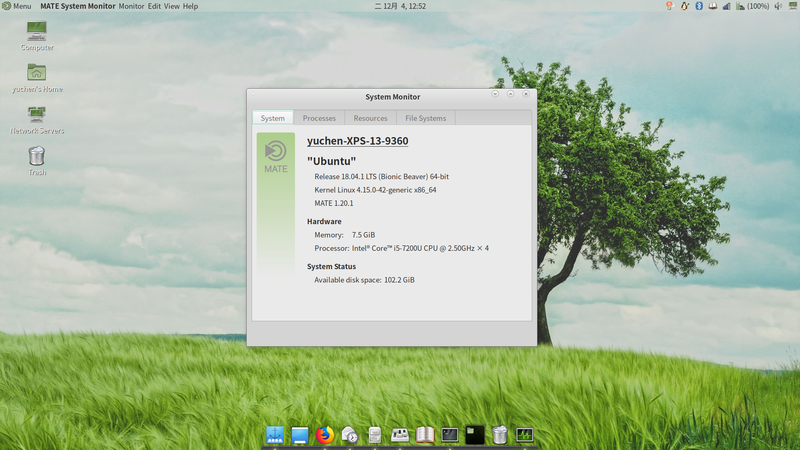 Menu MATE System Monitor Monitor Edit View Help 二 12月 4, 12:52 (100%)
Computer
yuchen's Home
Network Servers
Trash
System Monitor
System Processes Resources File Systems
MATE
yuchen-XPS-13-9360
"Ubuntu"
Release 18.04.1 LTS (Bionic Beaver) 64-bit
Kernel Linux 4.15.0-42-generic x86_64
MATE 1.20.1
Hardware
Memory: 7.5 GiB
Processor: Intel® Core™ i5-7200U CPU @ 2.50GHz × 4
System Status
Available disk space: 102.2 GiB